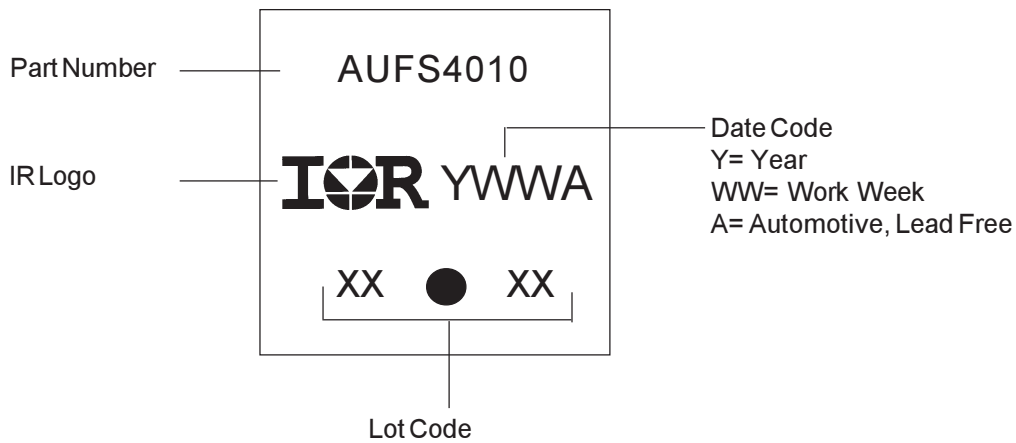 Part Number
AUFS4010
IR Logo
IOR YWWA
Date Code
Y= Year
WW= Work Week
A= Automotive, Lead Free
XX ● XX
Lot Code